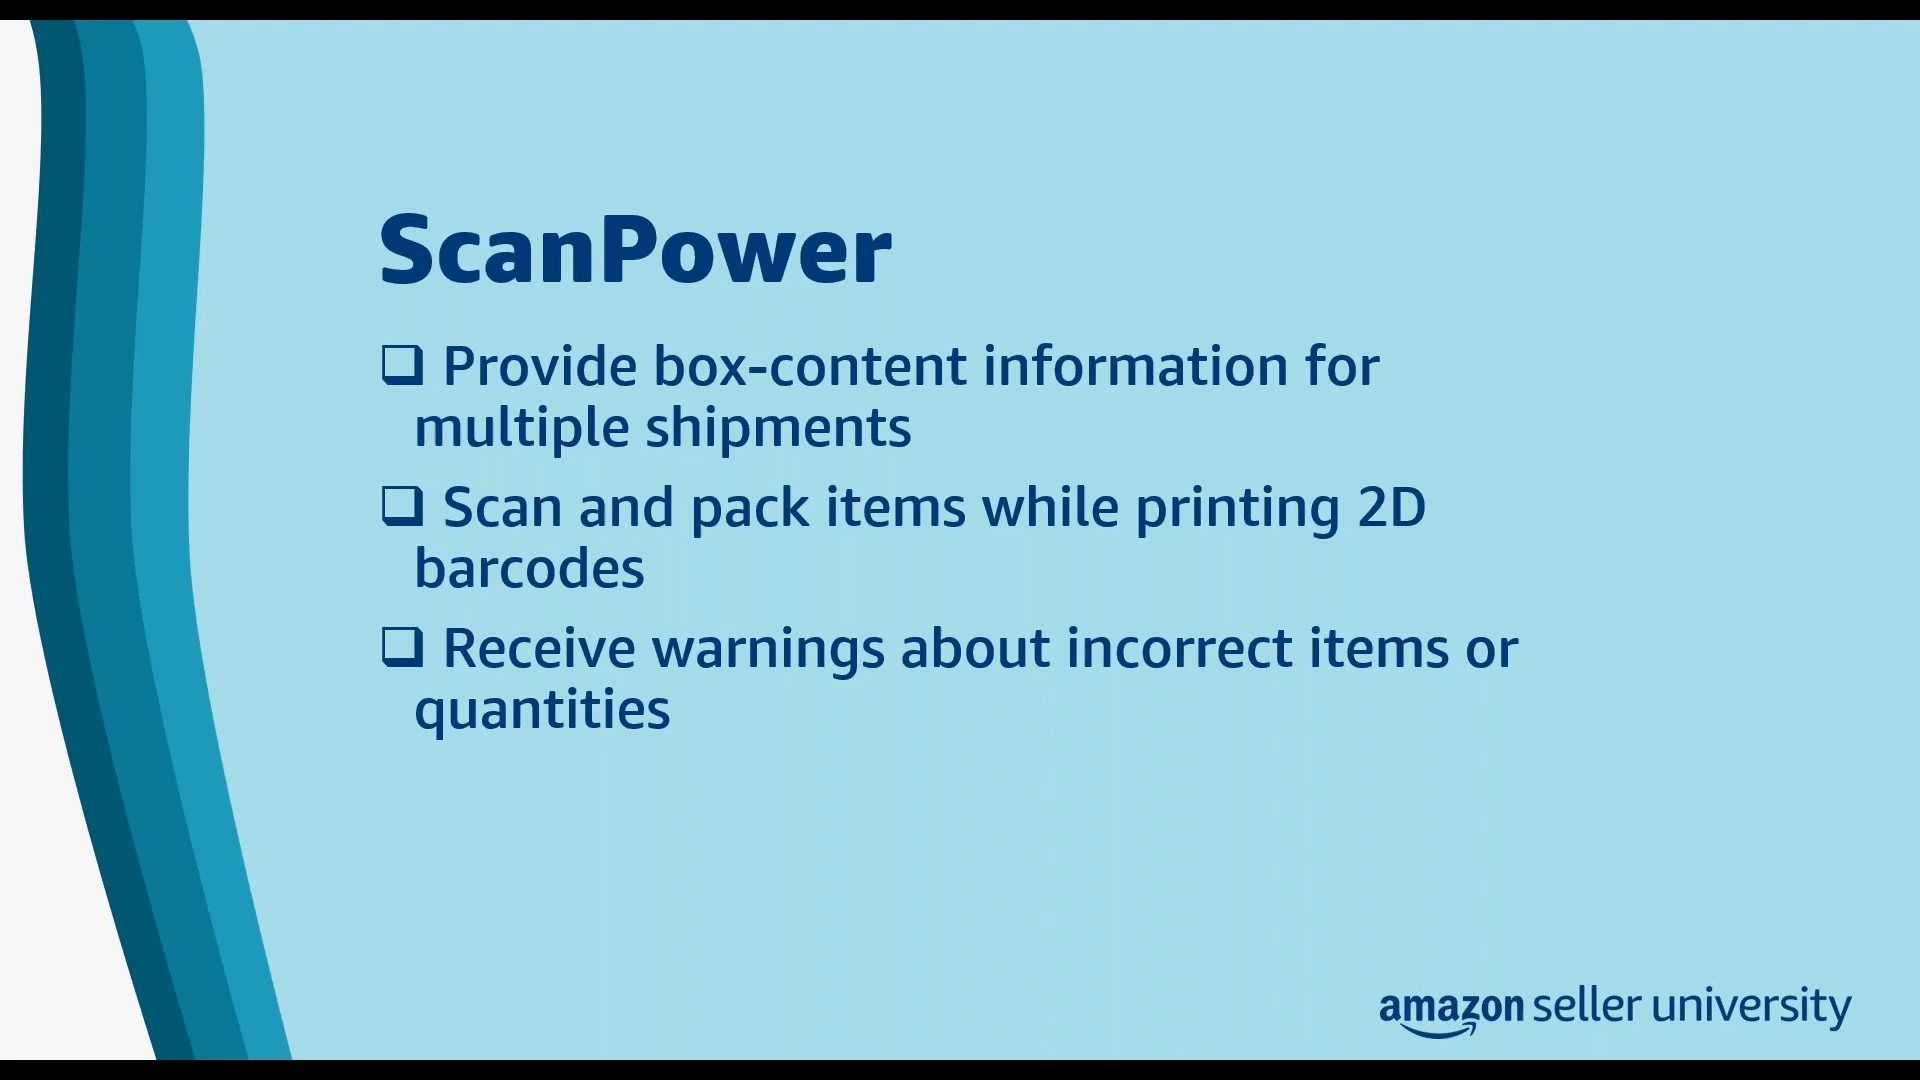 ScanPower
❑ Provide box-content information for
multiple shipments
❑ Scan and pack items while printing 2D
barcodes
❑ Receive warnings about incorrect items or
quantities
amazon seller university